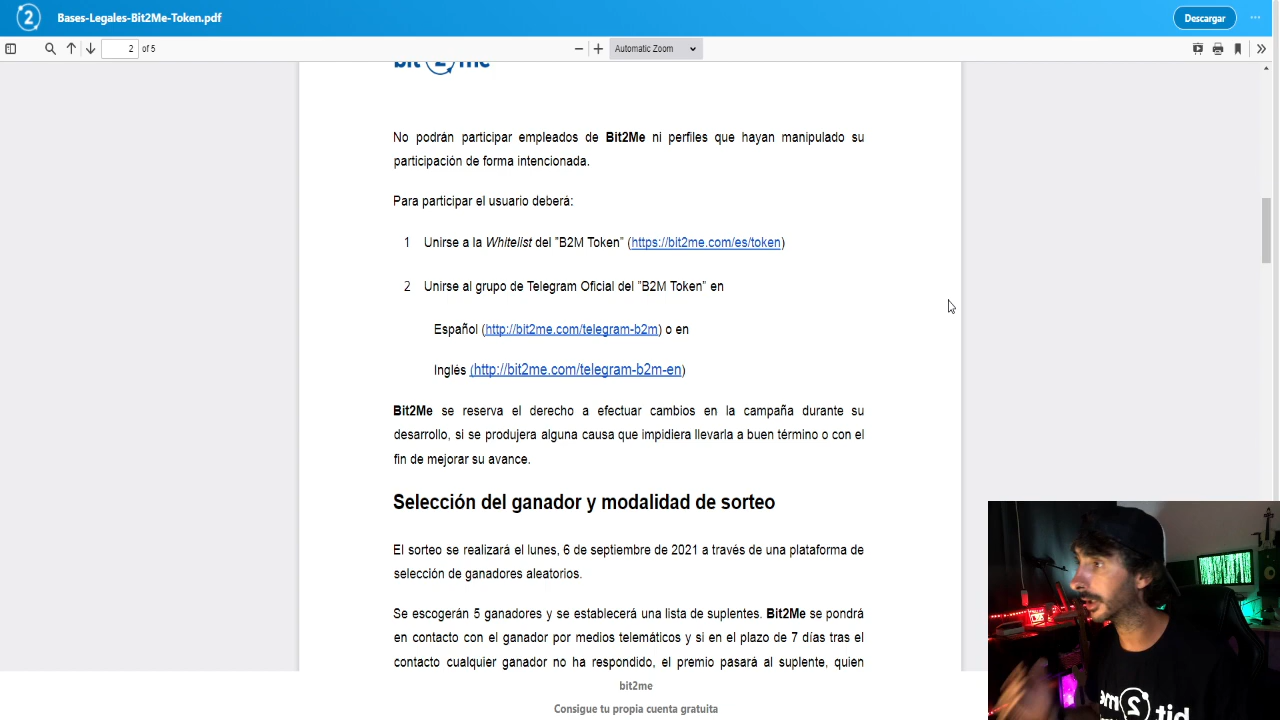 2 Bases-Legales-Bit2Me-Token.pdf Descargar
2 of 5 Automatic Zoom
bit 2 me
No podrán participar empleados de Bit2Me ni perfiles que hayan manipulado su
participación de forma intencionada.
Para participar el usuario deberá:
1 Unirse a la Whitelist del "B2M Token" (https://bit2me.com/es/token)
2 Unirse al grupo de Telegram Oficial del "B2M Token" en
Español (http://bit2me.com/telegram-b2m) o en
Inglés (http://bit2me.com/telegram-b2m-en)
Bit2Me se reserva el derecho a efectuar cambios en la campaña durante su
desarrollo, si se produjera alguna causa que impidiera llevarla a buen término o con el
fin de mejorar su avance.
Selección del ganador y modalidad de sorteo
El sorteo se realizará el lunes, 6 de septiembre de 2021 a través de una plataforma de
selección de ganadores aleatorios.
Se escogerán 5 ganadores y se establecerá una lista de suplentes. Bit2Me se pondrá
en contacto con el ganador por medios telemáticos y si en el plazo de 7 días tras el
contacto cualquier ganador no ha respondido, el premio pasará al suplente, quien
bit2me
Consigue tu propia cuenta gratuita
bit 2 me